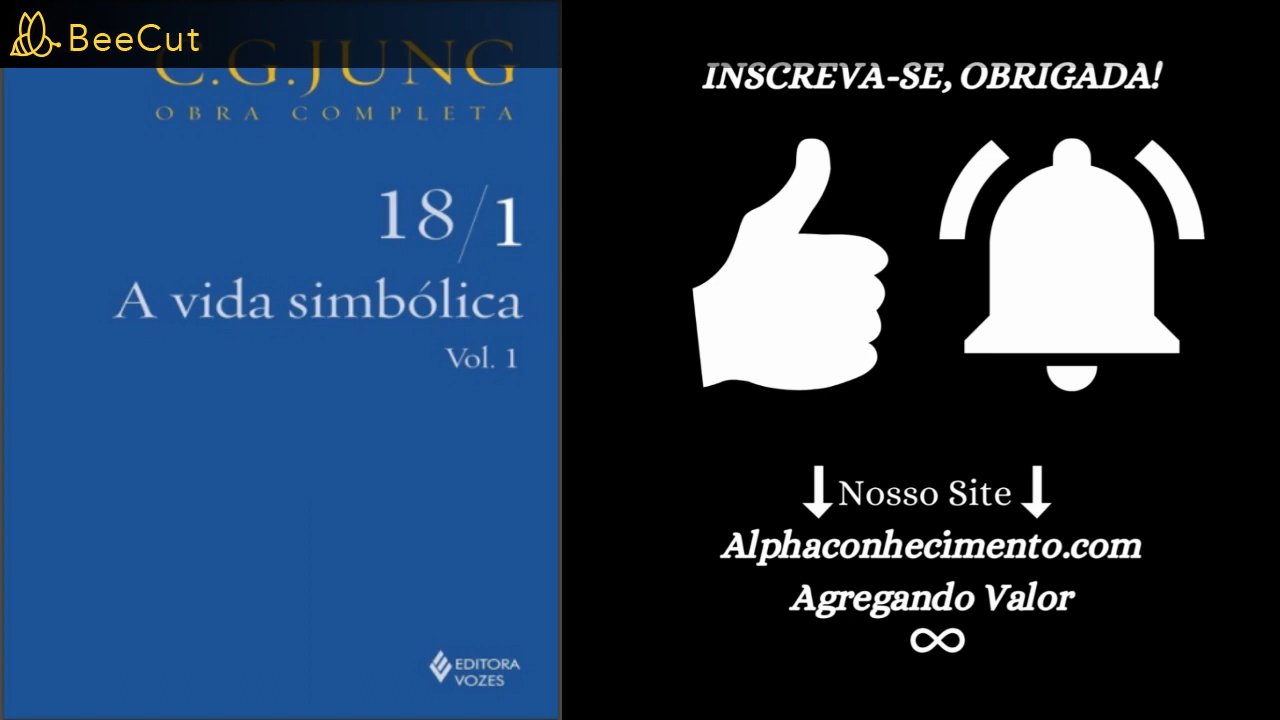 BeeCut
C.G.JUNG
OBRA COMPLETA
18/1
A vida simbólica
Vol. 1
EDITORA
VOZES
INSCREVA-SE, OBRIGADA!
Nosso Site
Alphaconhecimento.com
Agregando Valor